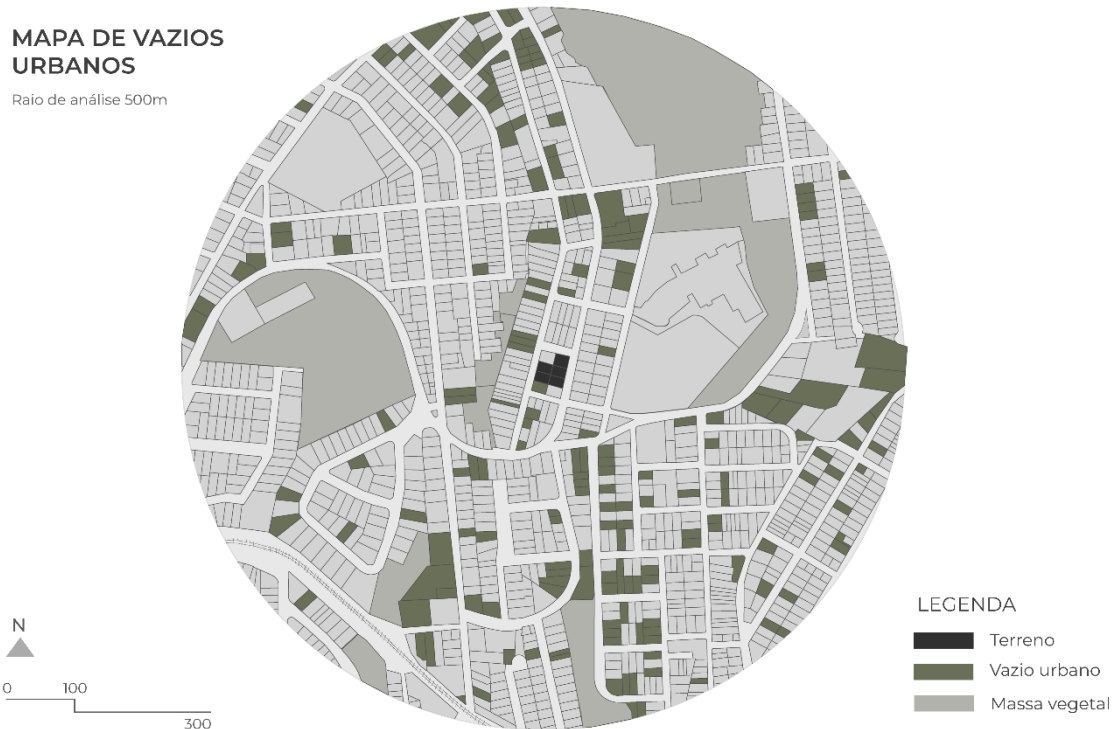 MAPA DE VAZIOS
URBANOS
Raio de análise 500m
N
0 100
300
LEGENDA
Terreno
Vazio urbano
Massa vegetal